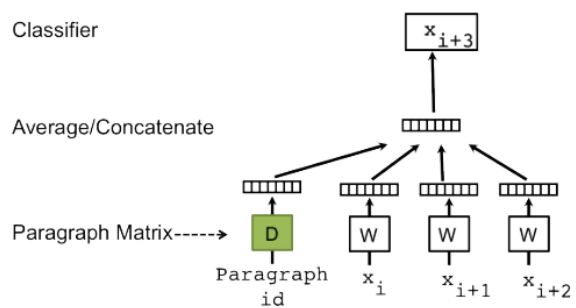 Classifier
x i+3
Average/Concatenate
Paragraph Matrix
D
W
W
W
Paragraph
id
x i
x i+1
x i+2